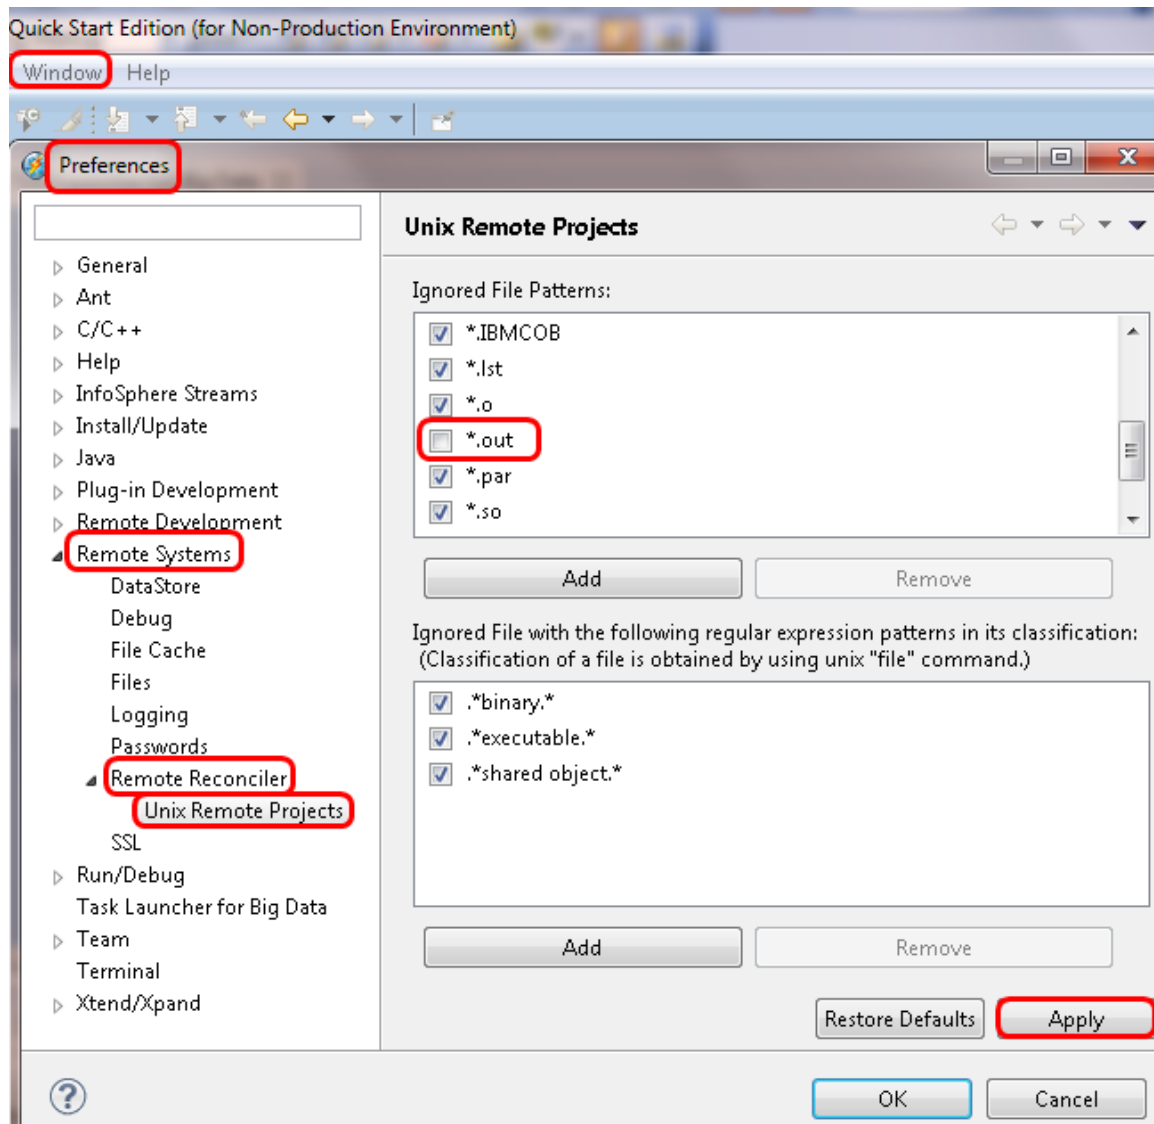 Quick Start Edition (for Non-Production Environment)
Window Help
Preferences
General
Ant
C/C++
Help
InfoSphere Streams
Install/Update
Java
Plug-in Development
Remote Development
Remote Systems
DataStore
Debug
File Cache
Files
Logging
Passwords
Remote Reconciler
Unix Remote Projects
SSL
Run/Debug
Task Launcher for Big Data
Team
Terminal
Xtend/Xpand
Unix Remote Projects
Ignored File Patterns:
*.IBMCOB
*.lst
*.o
*.out
*.par
*.so
Add Remove
Ignored File with the following regular expression patterns in its classification:
(Classification of a file is obtained by using unix "file" command.)
.*binary.*
.*executable.*
.*shared object.*
Add Remove
Restore Defaults Apply
OK Cancel